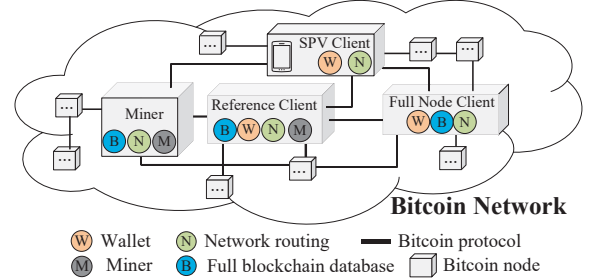 SPV Client
W N
...
...
...
Miner
B N M
Reference Client
B W N M
Full Node Client
W B N
...
...
...
...
...
Bitcoin Network
W Wallet N Network routing Bitcoin protocol
M Miner B Full blockchain database ... Bitcoin node